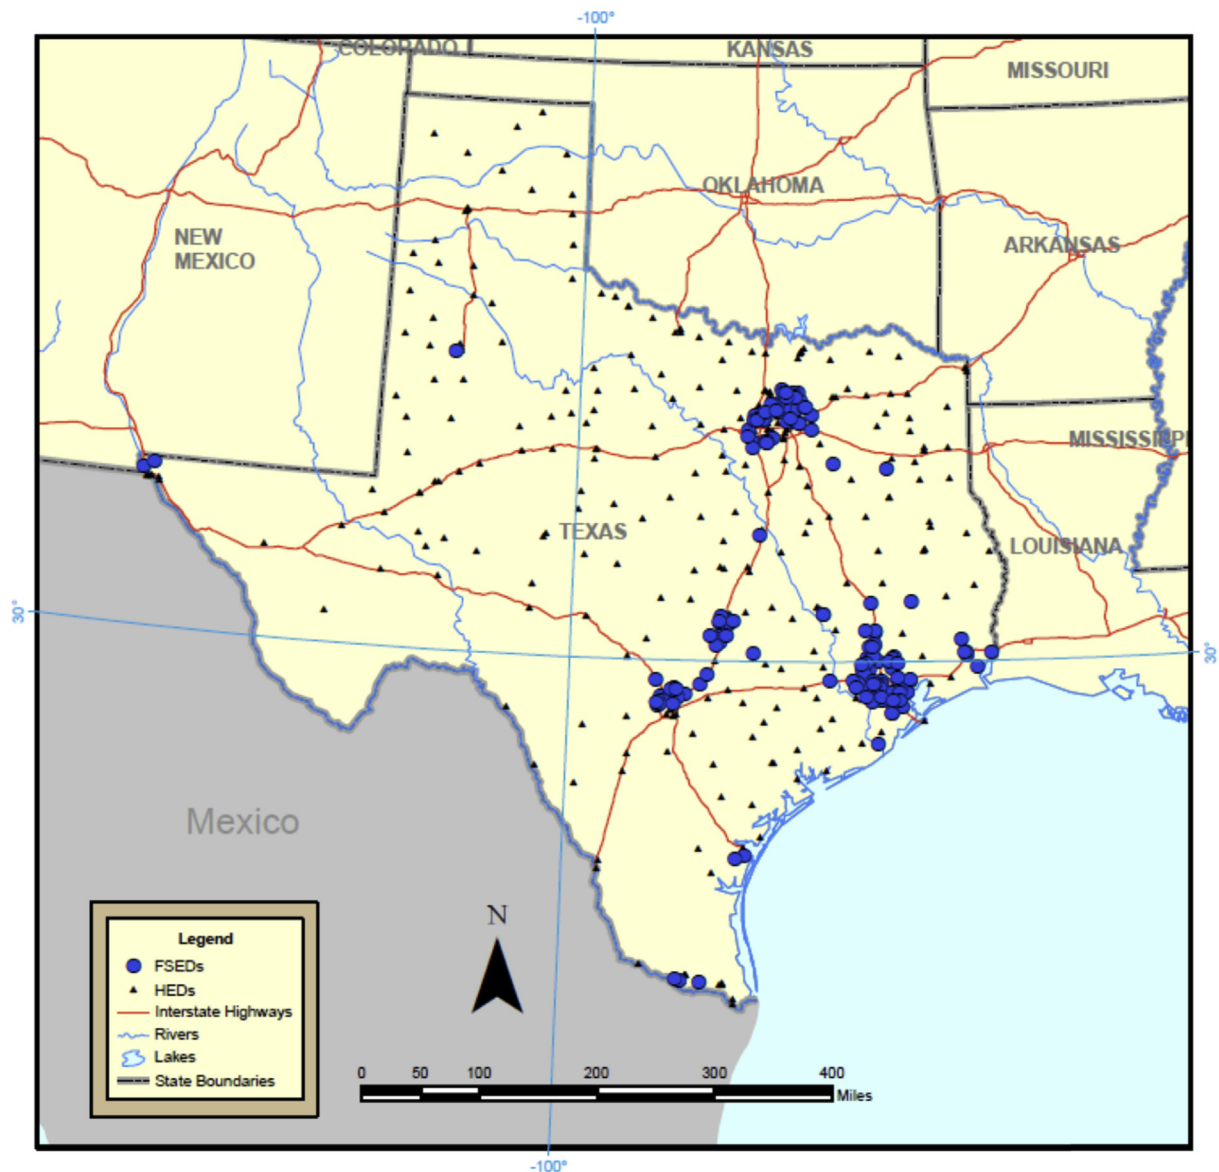 -100°
COLORADO
KANSAS
MISSOURI
OKLAHOMA
NEW
MEXICO
ARKANSAS
MISSISSIPPI
TEXAS
LOUISIANA
30°
30°
Mexico
N
Legend
FSEDs
HEDs
Interstate Highways
Rivers
Lakes
State Boundaries
0 50 100 200 300 400
Miles
-100°